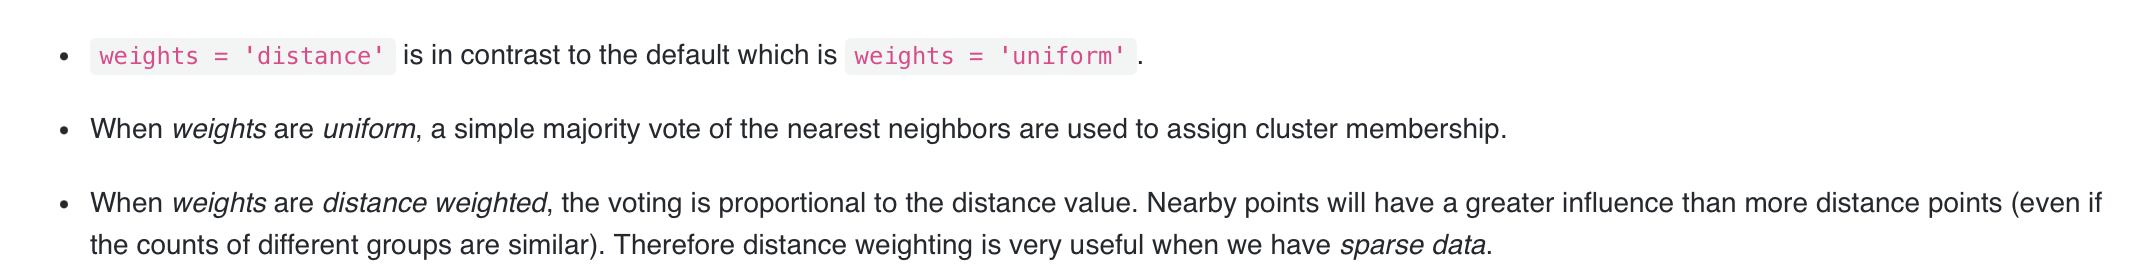 • weights = 'distance' is in contrast to the default which is weights = 'uniform'.
• When weights are uniform, a simple majority vote of the nearest neighbors are used to assign cluster membership.
• When weights are distance weighted, the voting is proportional to the distance value. Nearby points will have a greater influence than more distance points (even if
the counts of different groups are similar). Therefore distance weighting is very useful when we have sparse data.